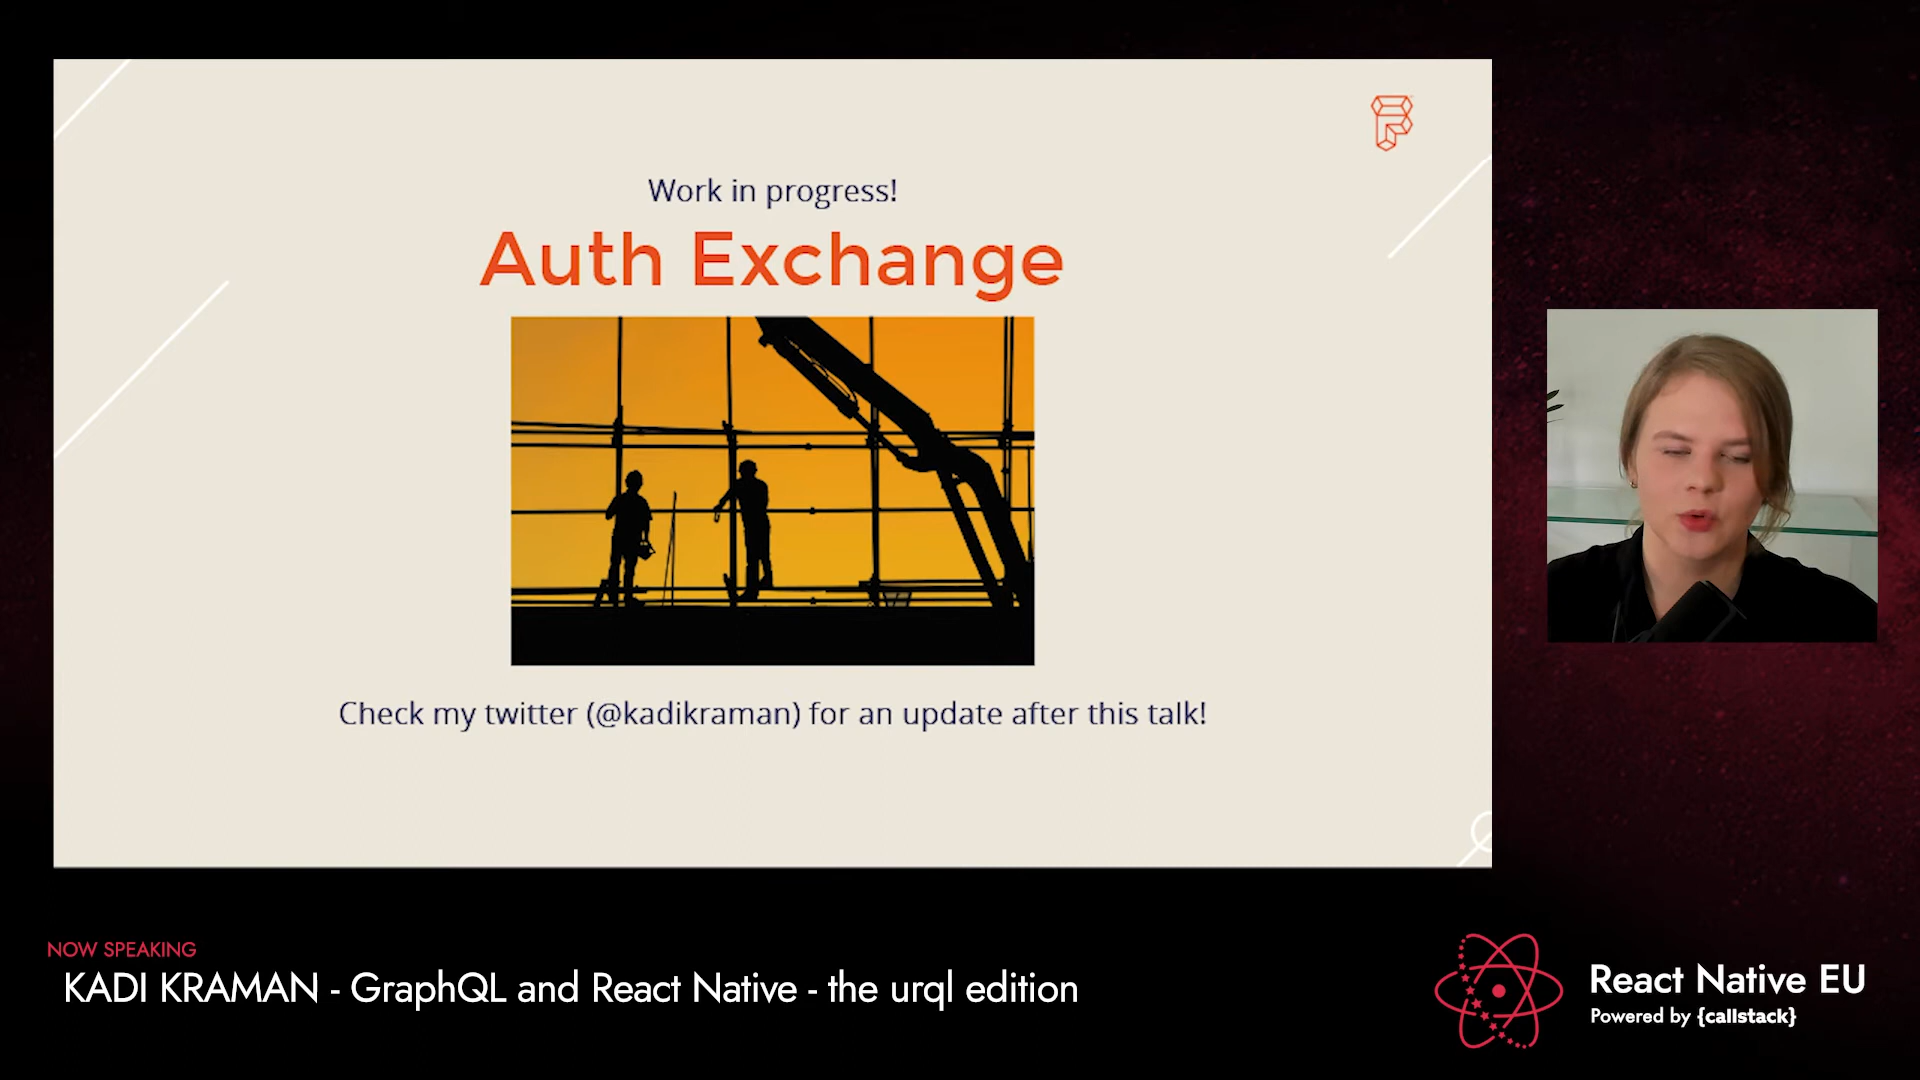 Work in progress!
Auth Exchange
Check my twitter (@kadikraman) for an update after this talk!
NOW SPEAKING
KADI KRAMAN - GraphQL and React Native - the urql edition
React Native EU
Powered by {callstack}